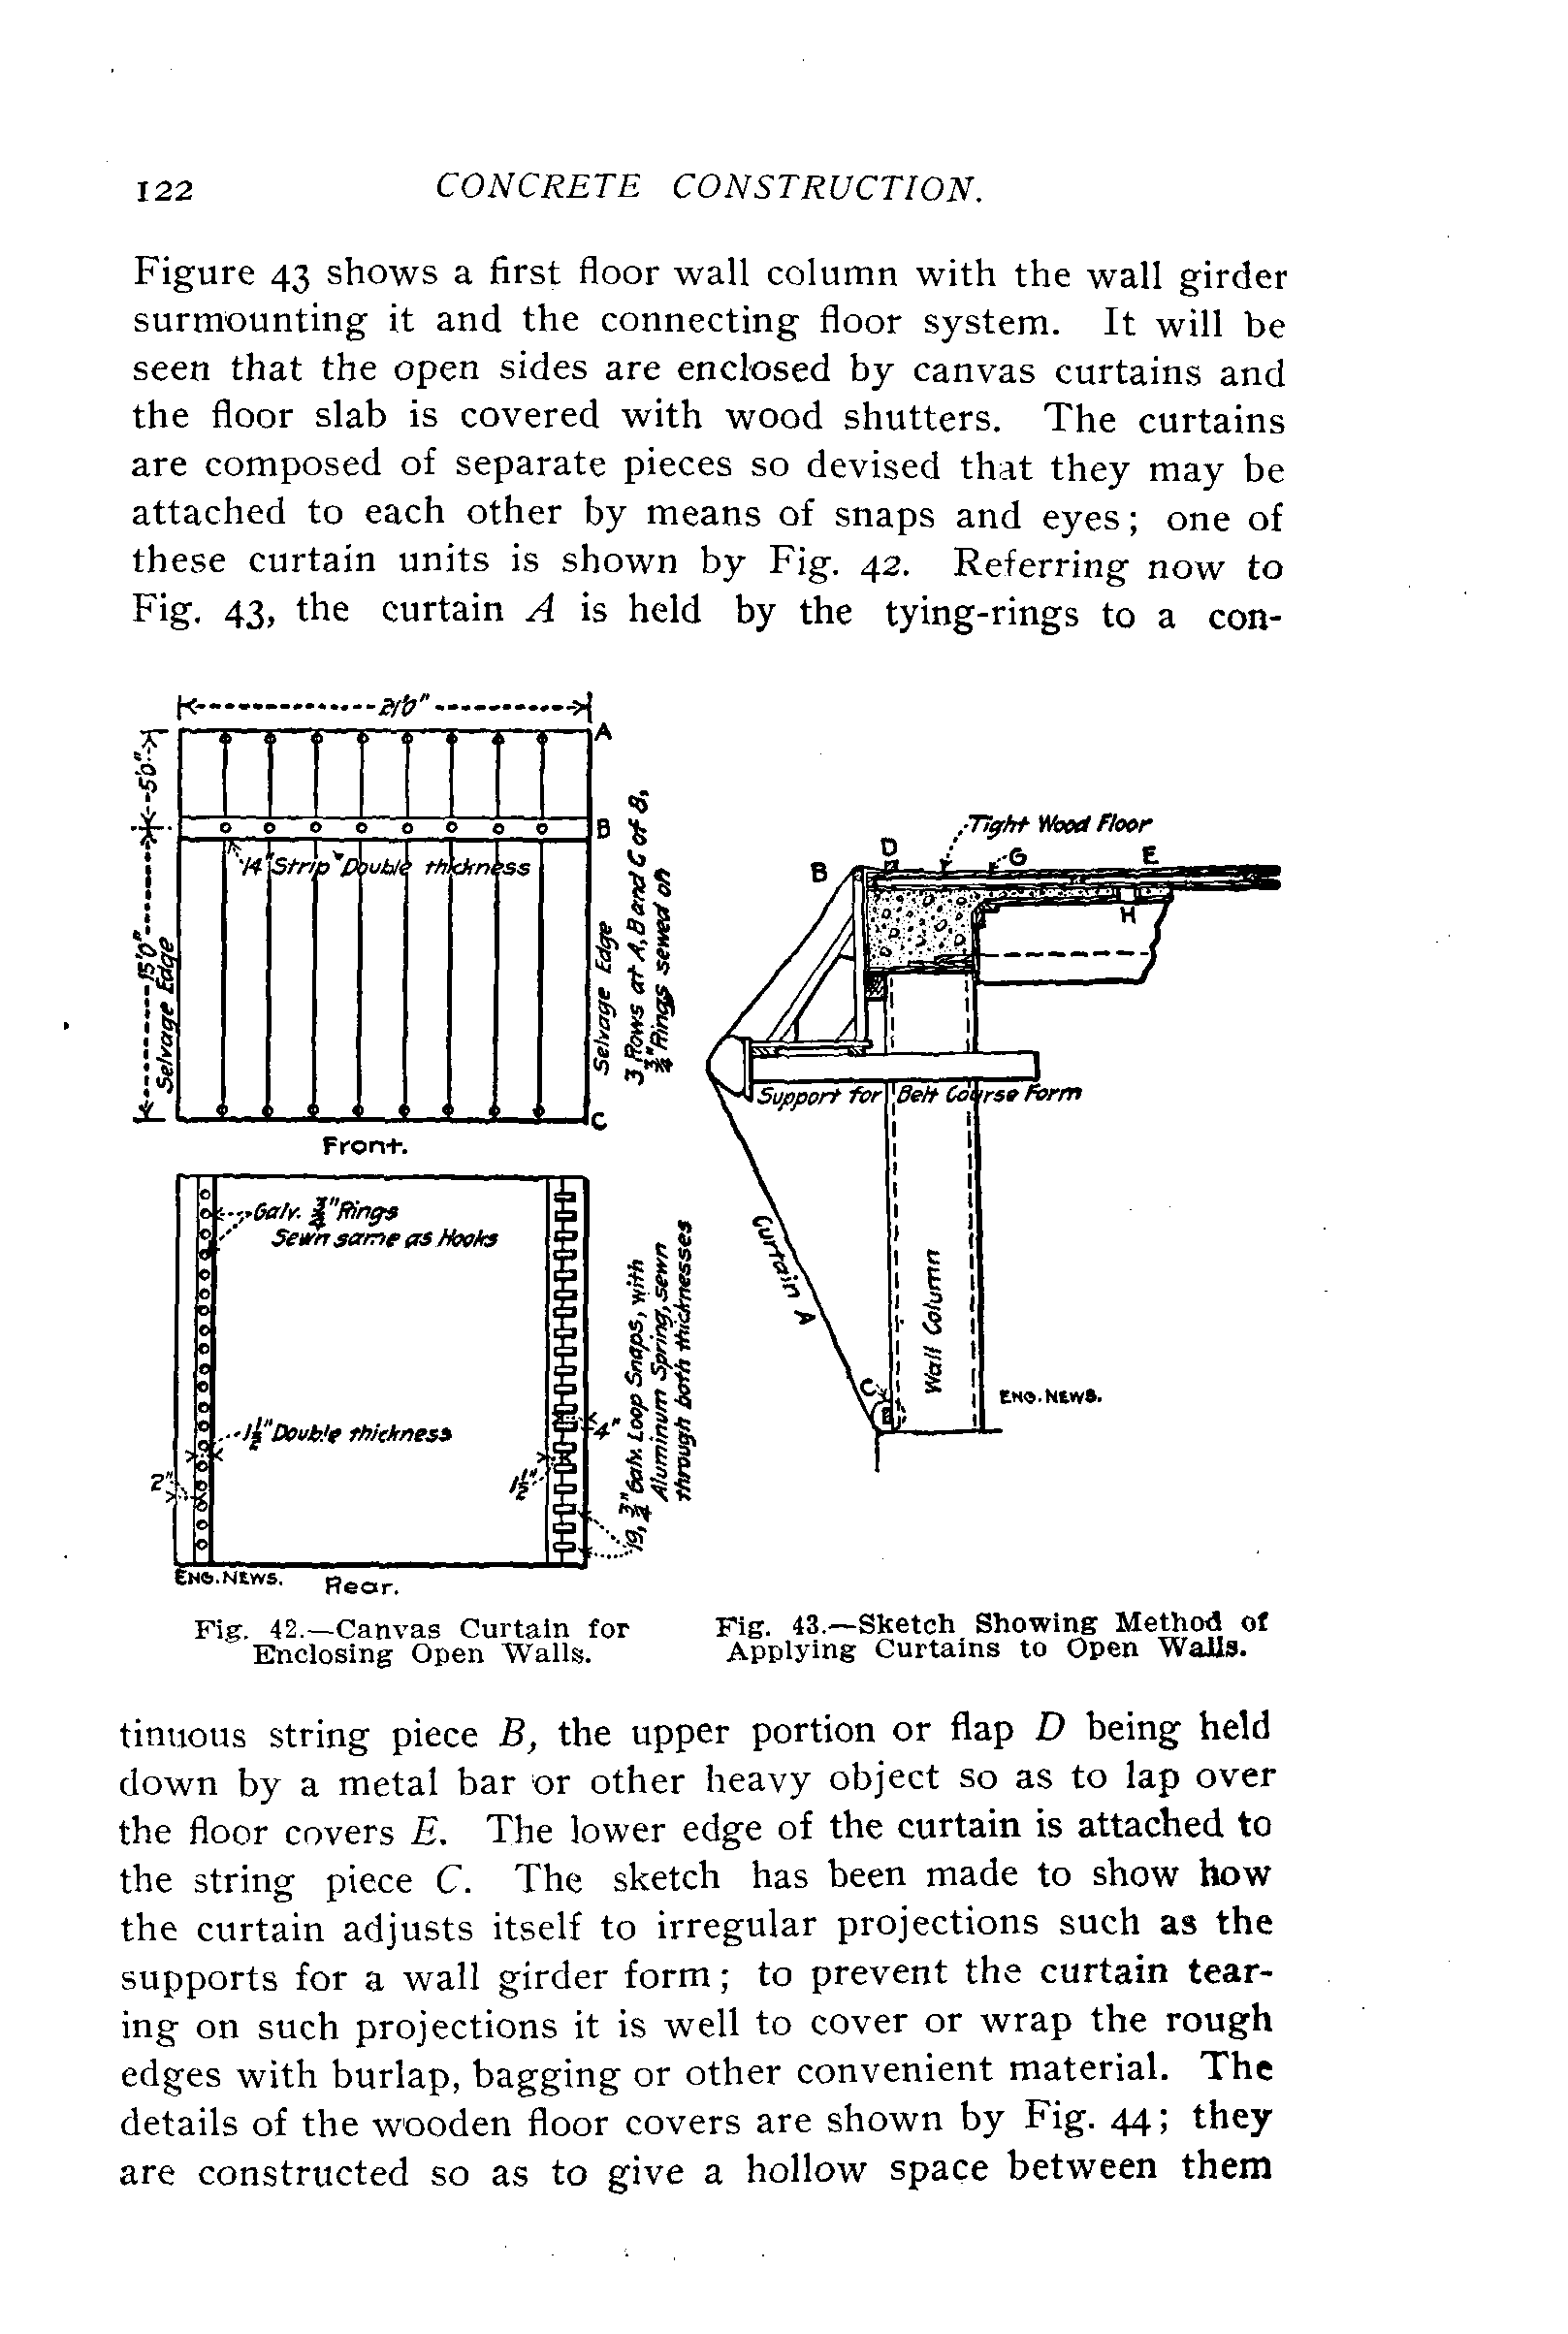 122 CONCRETE CONSTRUCTION.
Figure 43 shows a first floor wall column with the wall girder
surmounting it and the connecting floor system. It will be
seen that the open sides are enclosed by canvas curtains and
the floor slab is covered with wood shutters. The curtains
are composed of separate pieces so devised that they may be
attached to each other by means of snaps and eyes; one of
these curtain units is shown by Fig. 42. Referring now to
Fig. 43, the curtain A is held by the tying-rings to a con-
21'0"
A
5'0"
B
14" Strip Double thickness
15'0"
Selvage Edge
Selvage Edge
3 Rows at A, B and C of 8,
3/4" Rings sewed on
C
Front.
Galv. 3/4" Rings
Sewn same as Hooks
1 1/2" Double thickness
2"
1 1/2"
4"
19, 3/4" Galv. Loop Snaps, with
Aluminum Spring, sewn
through both thicknesses
ENG. NEWS.
Rear.
Fig. 42.—Canvas Curtain for
Enclosing Open Walls.
Tight Wood Floor
B
D
G
E
H
Support for Belt Course Form
Curtain A
Wall Column
C
ENG. NEWS.
Fig. 43.—Sketch Showing Method of
Applying Curtains to Open Walls.
tinuous string piece B, the upper portion or flap D being held
down by a metal bar or other heavy object so as to lap over
the floor covers E. The lower edge of the curtain is attached to
the string piece C. The sketch has been made to show how
the curtain adjusts itself to irregular projections such as the
supports for a wall girder form; to prevent the curtain tear-
ing on such projections it is well to cover or wrap the rough
edges with burlap, bagging or other convenient material. The
details of the wooden floor covers are shown by Fig. 44; they
are constructed so as to give a hollow space between them